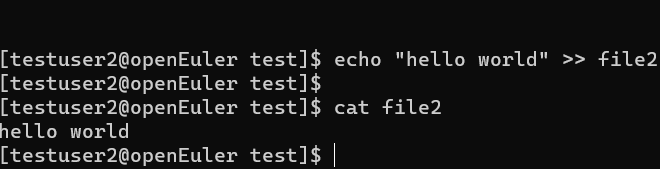 [testuser2@openEuler test]$ echo "hello world" >> file2
[testuser2@openEuler test]$
[testuser2@openEuler test]$ cat file2
hello world
[testuser2@openEuler test]$